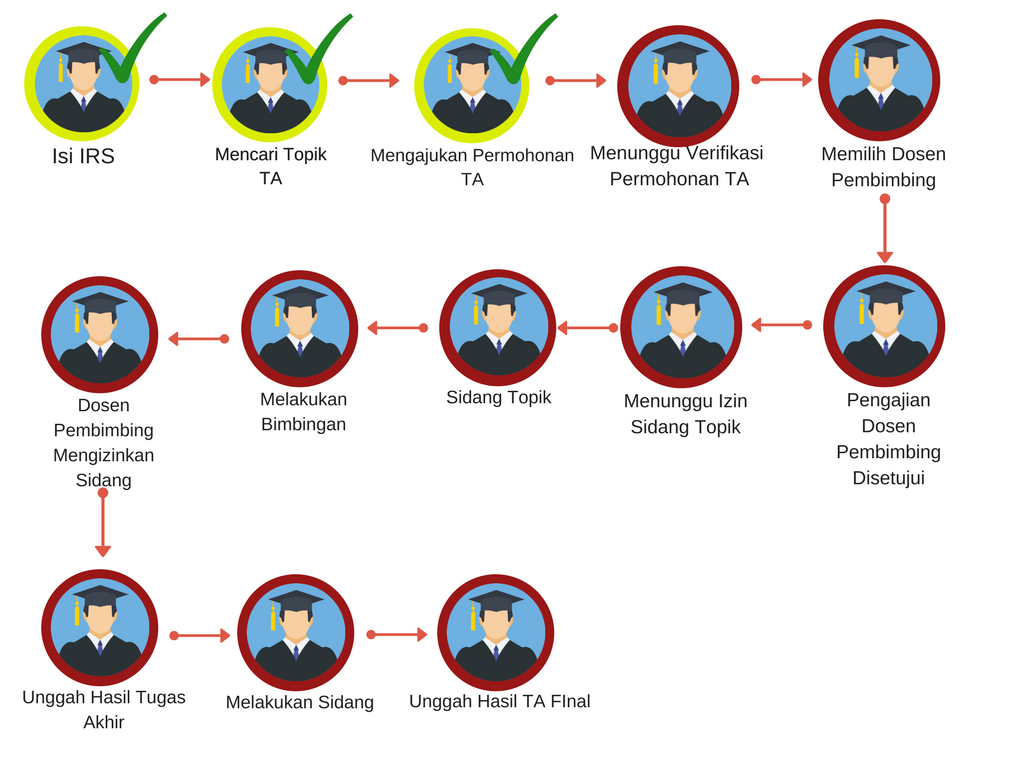 Isi IRS
Mencari Topik
TA
Mengajukan Permohonan
TA
Menunggu Verifikasi
Permohonan TA
Memilih Dosen
Pembimbing
Pengajian
Dosen
Pembimbing
Disetujui
Menunggu Izin
Sidang Topik
Sidang Topik
Melakukan
Bimbingan
Dosen
Pembimbing
Mengizinkan
Sidang
Unggah Hasil Tugas
Akhir
Melakukan Sidang
Unggah Hasil TA FInal